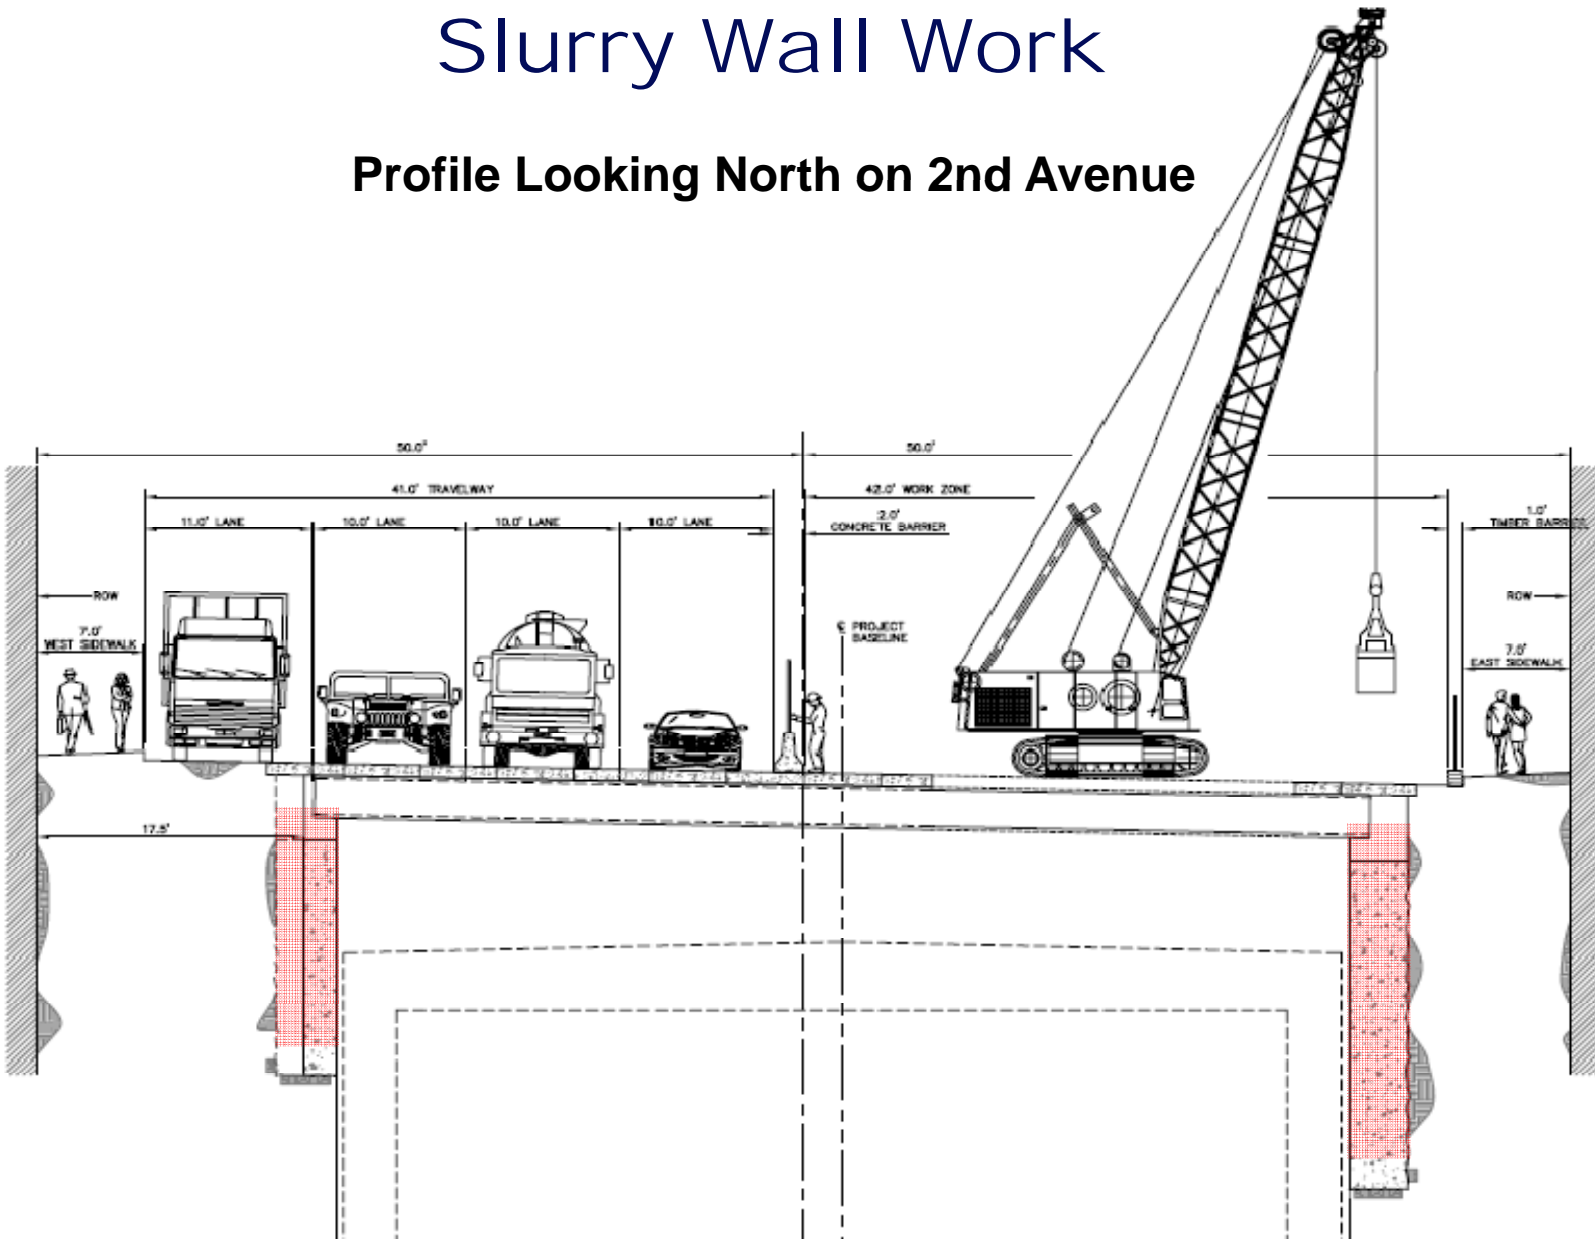 Slurry Wall Work
Profile Looking North on 2nd Avenue
50.0'
50.0'
41.0' TRAVELWAY
42.0' WORK ZONE
11.0' LANE
10.0' LANE
10.0' LANE
10.0' LANE
2.0'
CONCRETE BARRIER
1.0'
TIMBER BARRIER
ROW
ROW
7.0'
WEST SIDEWALK
PROJECT
BASELINE
7.0'
EAST SIDEWALK
17.5'